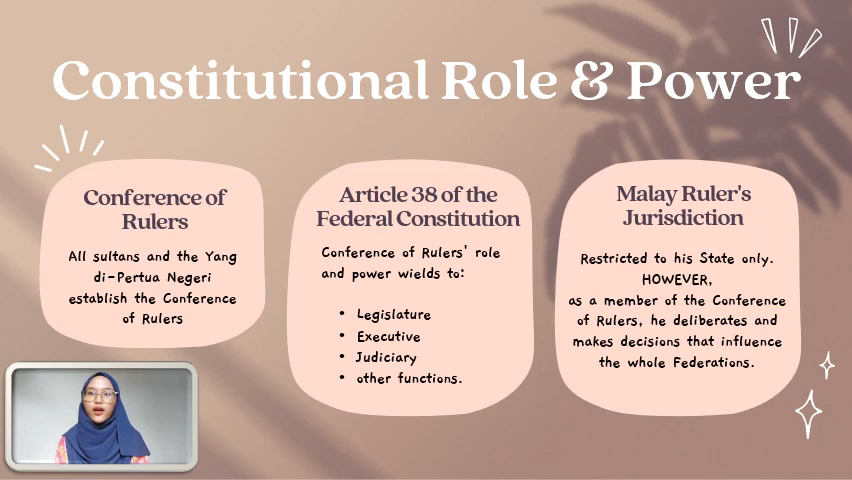 Constitutional Role & Power
Conference of
Rulers
All sultans and the Yang
di-Pertua Negeri
establish the Conference
of Rulers
Article 38 of the
Federal Constitution
Conference of Rulers' role
and power wields to:
• Legislature
• Executive
• Judiciary
• other functions.
Malay Ruler's
Jurisdiction
Restricted to his State only.
HOWEVER,
as a member of the Conference
of Rulers, he deliberates and
makes decisions that influence
the whole Federations.